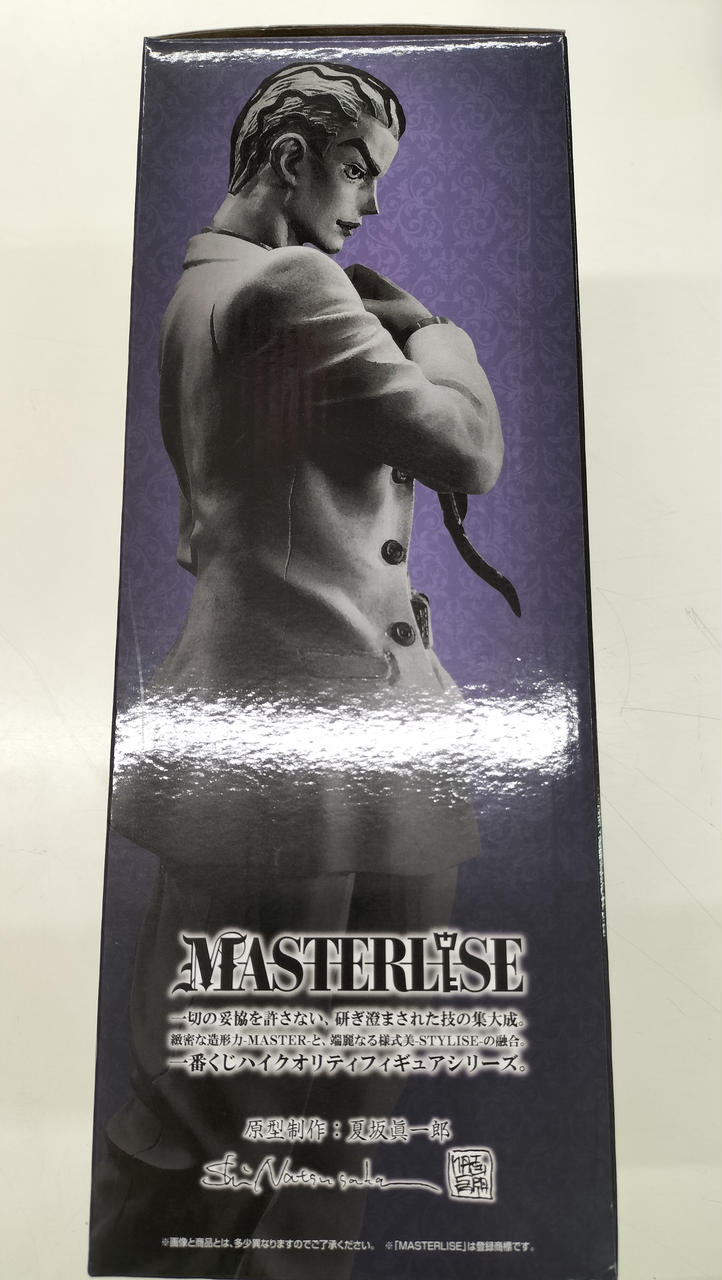 MASTERLISE
一切の妥協を許さない、研ぎ澄まされた技の集大成。
緻密な造形力-MASTER-と、端麗なる様式美-STYLISE-の融合。
一番くじハイクオリティフィギュアシリーズ。
原型制作：夏坂眞一郎
Shin Natsusaka
※画像と商品とは、多少異なりますのでご了承ください。 ※「MASTERLISE」は登録商標です。